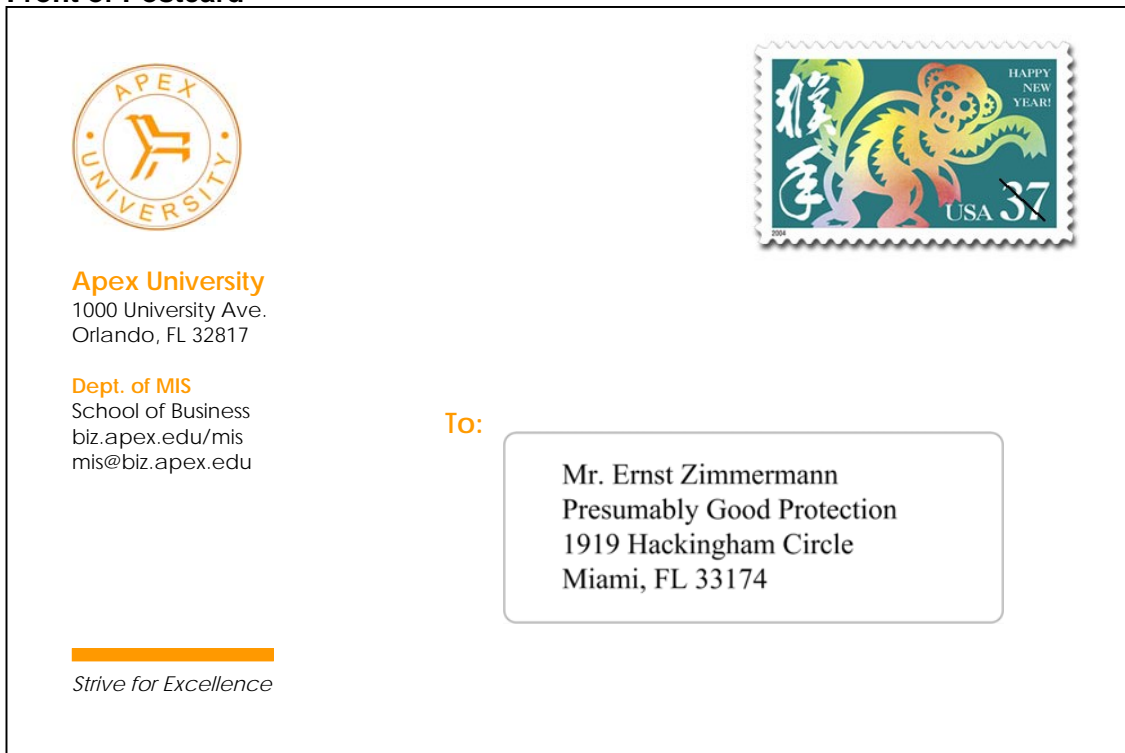 Front of Postcard
APEX
UNIVERSITY
猴
年
HAPPY
NEW
YEAR!
USA 37
2004
Apex University
1000 University Ave.
Orlando, FL 32817
Dept. of MIS
School of Business
biz.apex.edu/mis
mis@biz.apex.edu
To:
Mr. Ernst Zimmermann
Presumably Good Protection
1919 Hackingham Circle
Miami, FL 33174
Strive for Excellence